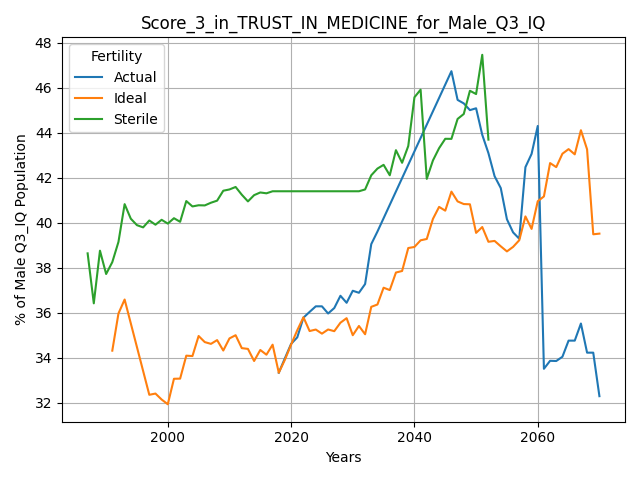 Score_3_in_TRUST_IN_MEDICINE_for_Male_Q3_IQ
Fertility
Actual
Ideal
Sterile
% of Male Q3_IQ Population
48
46
44
42
40
38
36
34
32
2000
2020
2040
2060
Years